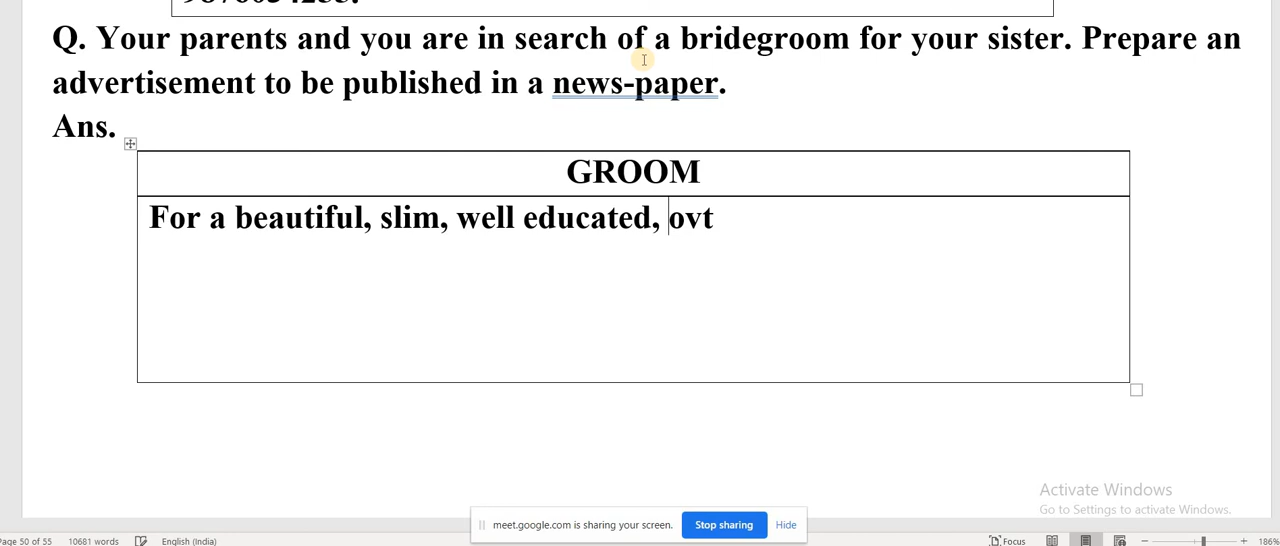 Q. Your parents and you are in search of a bridegroom for your sister. Prepare an
advertisement to be published in a news-paper.
Ans.
GROOM
For a beautiful, slim, well educated, ovt
Activate Windows
Go to Settings to activate Windows.
meet.google.com is sharing your screen. Stop sharing Hide
Page 50 of 55 10681 words English (India) Focus 186%